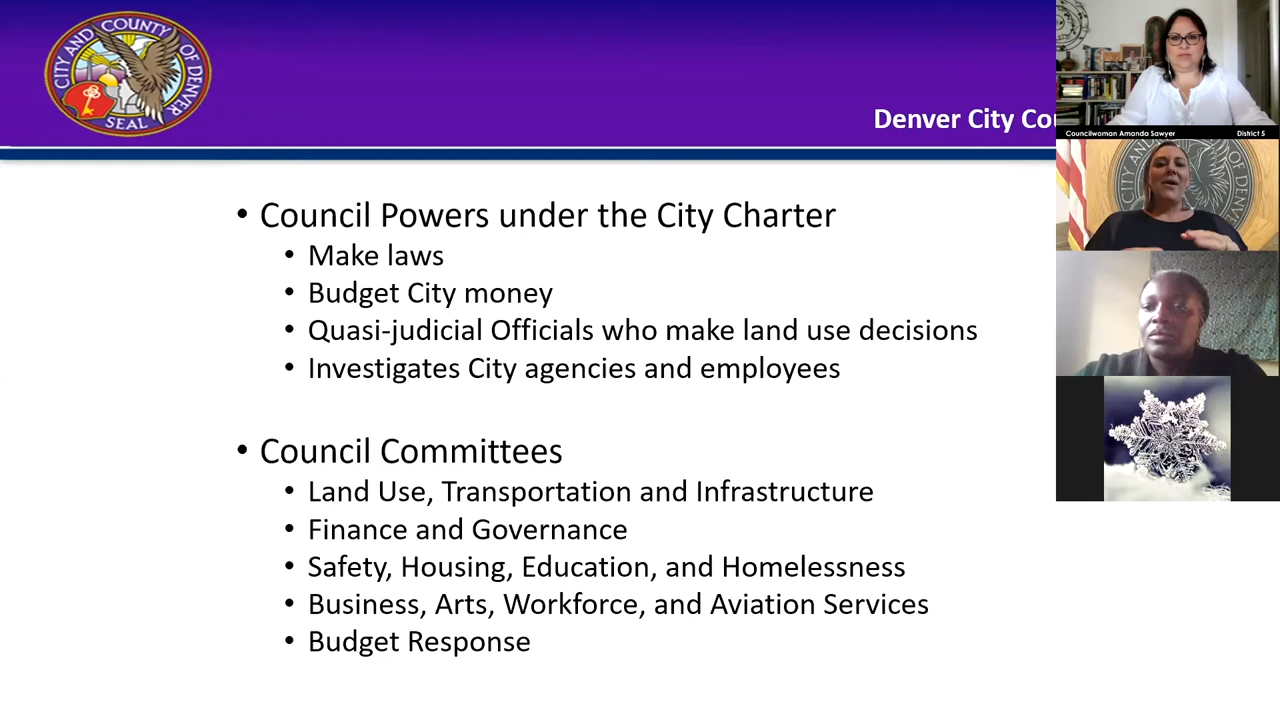 CITY AND COUNTY OF DENVER
SEAL
Denver City Cou
Councilwoman Amanda Sawyer District 5
• Council Powers under the City Charter
• Make laws
• Budget City money
• Quasi-judicial Officials who make land use decisions
• Investigates City agencies and employees
• Council Committees
• Land Use, Transportation and Infrastructure
• Finance and Governance
• Safety, Housing, Education, and Homelessness
• Business, Arts, Workforce, and Aviation Services
• Budget Response